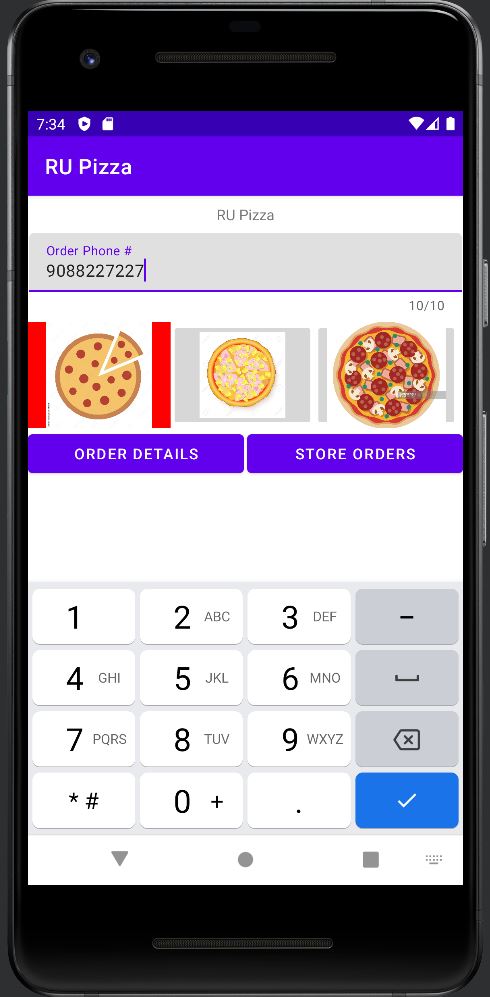 7:34
RU Pizza
RU Pizza
Order Phone #
9088227227
10/10
ORDER DETAILS STORE ORDERS
1 2 ABC 3 DEF -
4 GHI 5 JKL 6 MNO
7 PQRS 8 TUV 9 WXYZ
* # 0 + .